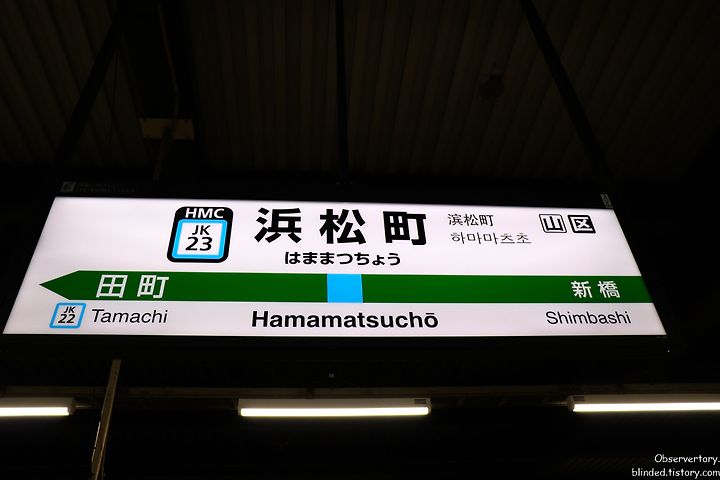 HMC
JK
23
浜松町
はままつちょう
滨松町
하마마츠초
山 区
田町
新橋
JK
22
Tamachi
Hamamatsuchō
Shimbashi
Observertory.
blinded.tistory.com